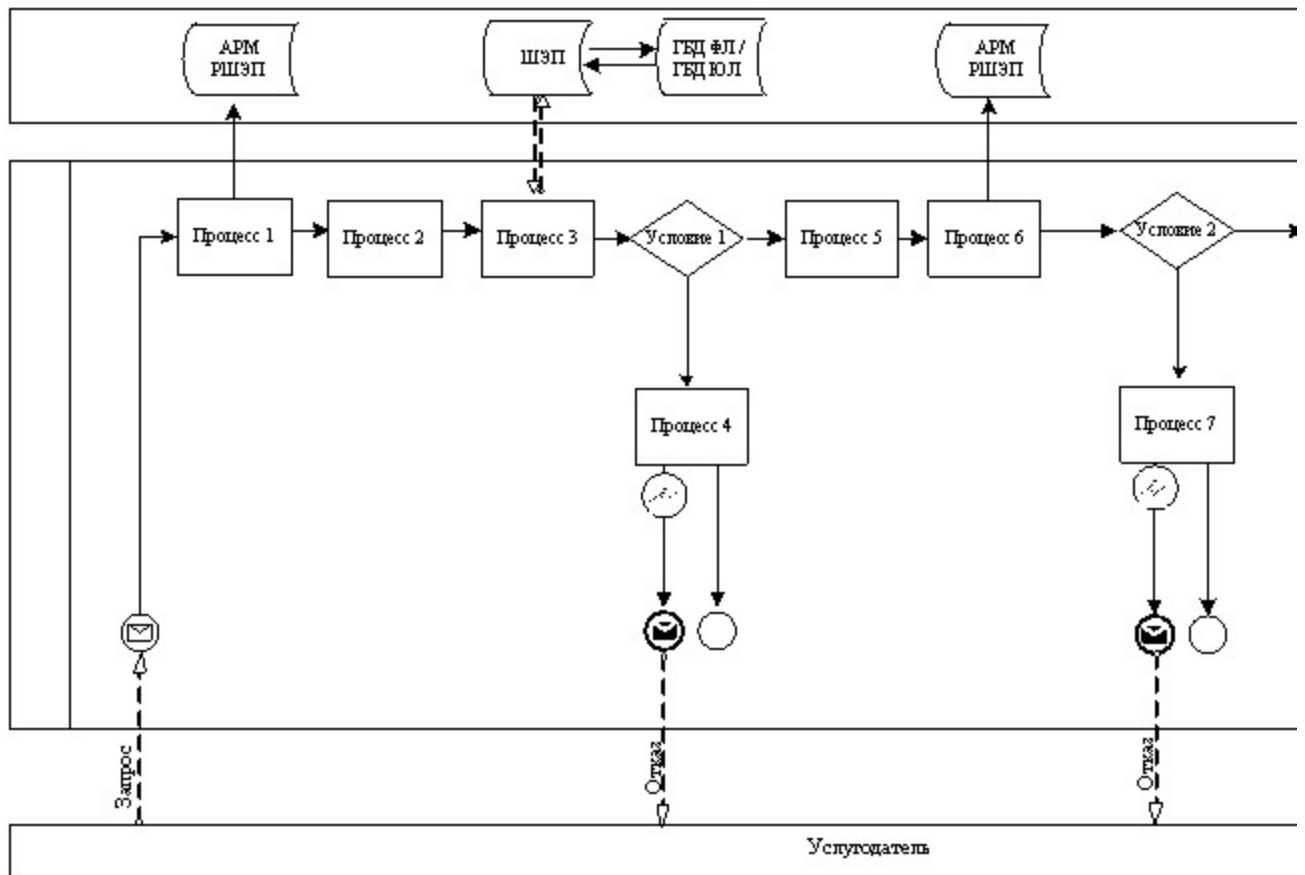 АРМ
РШЭП
ШЭП
ГБД ФЛ /
ГБД ЮЛ
АРМ
РШЭП
Процесс 1
Процесс 2
Процесс 3
Условие 1
Процесс 5
Процесс 6
Условие 2
Процесс 4
Процесс 7
Запрос
Отказ
Отказ
Услугодатель